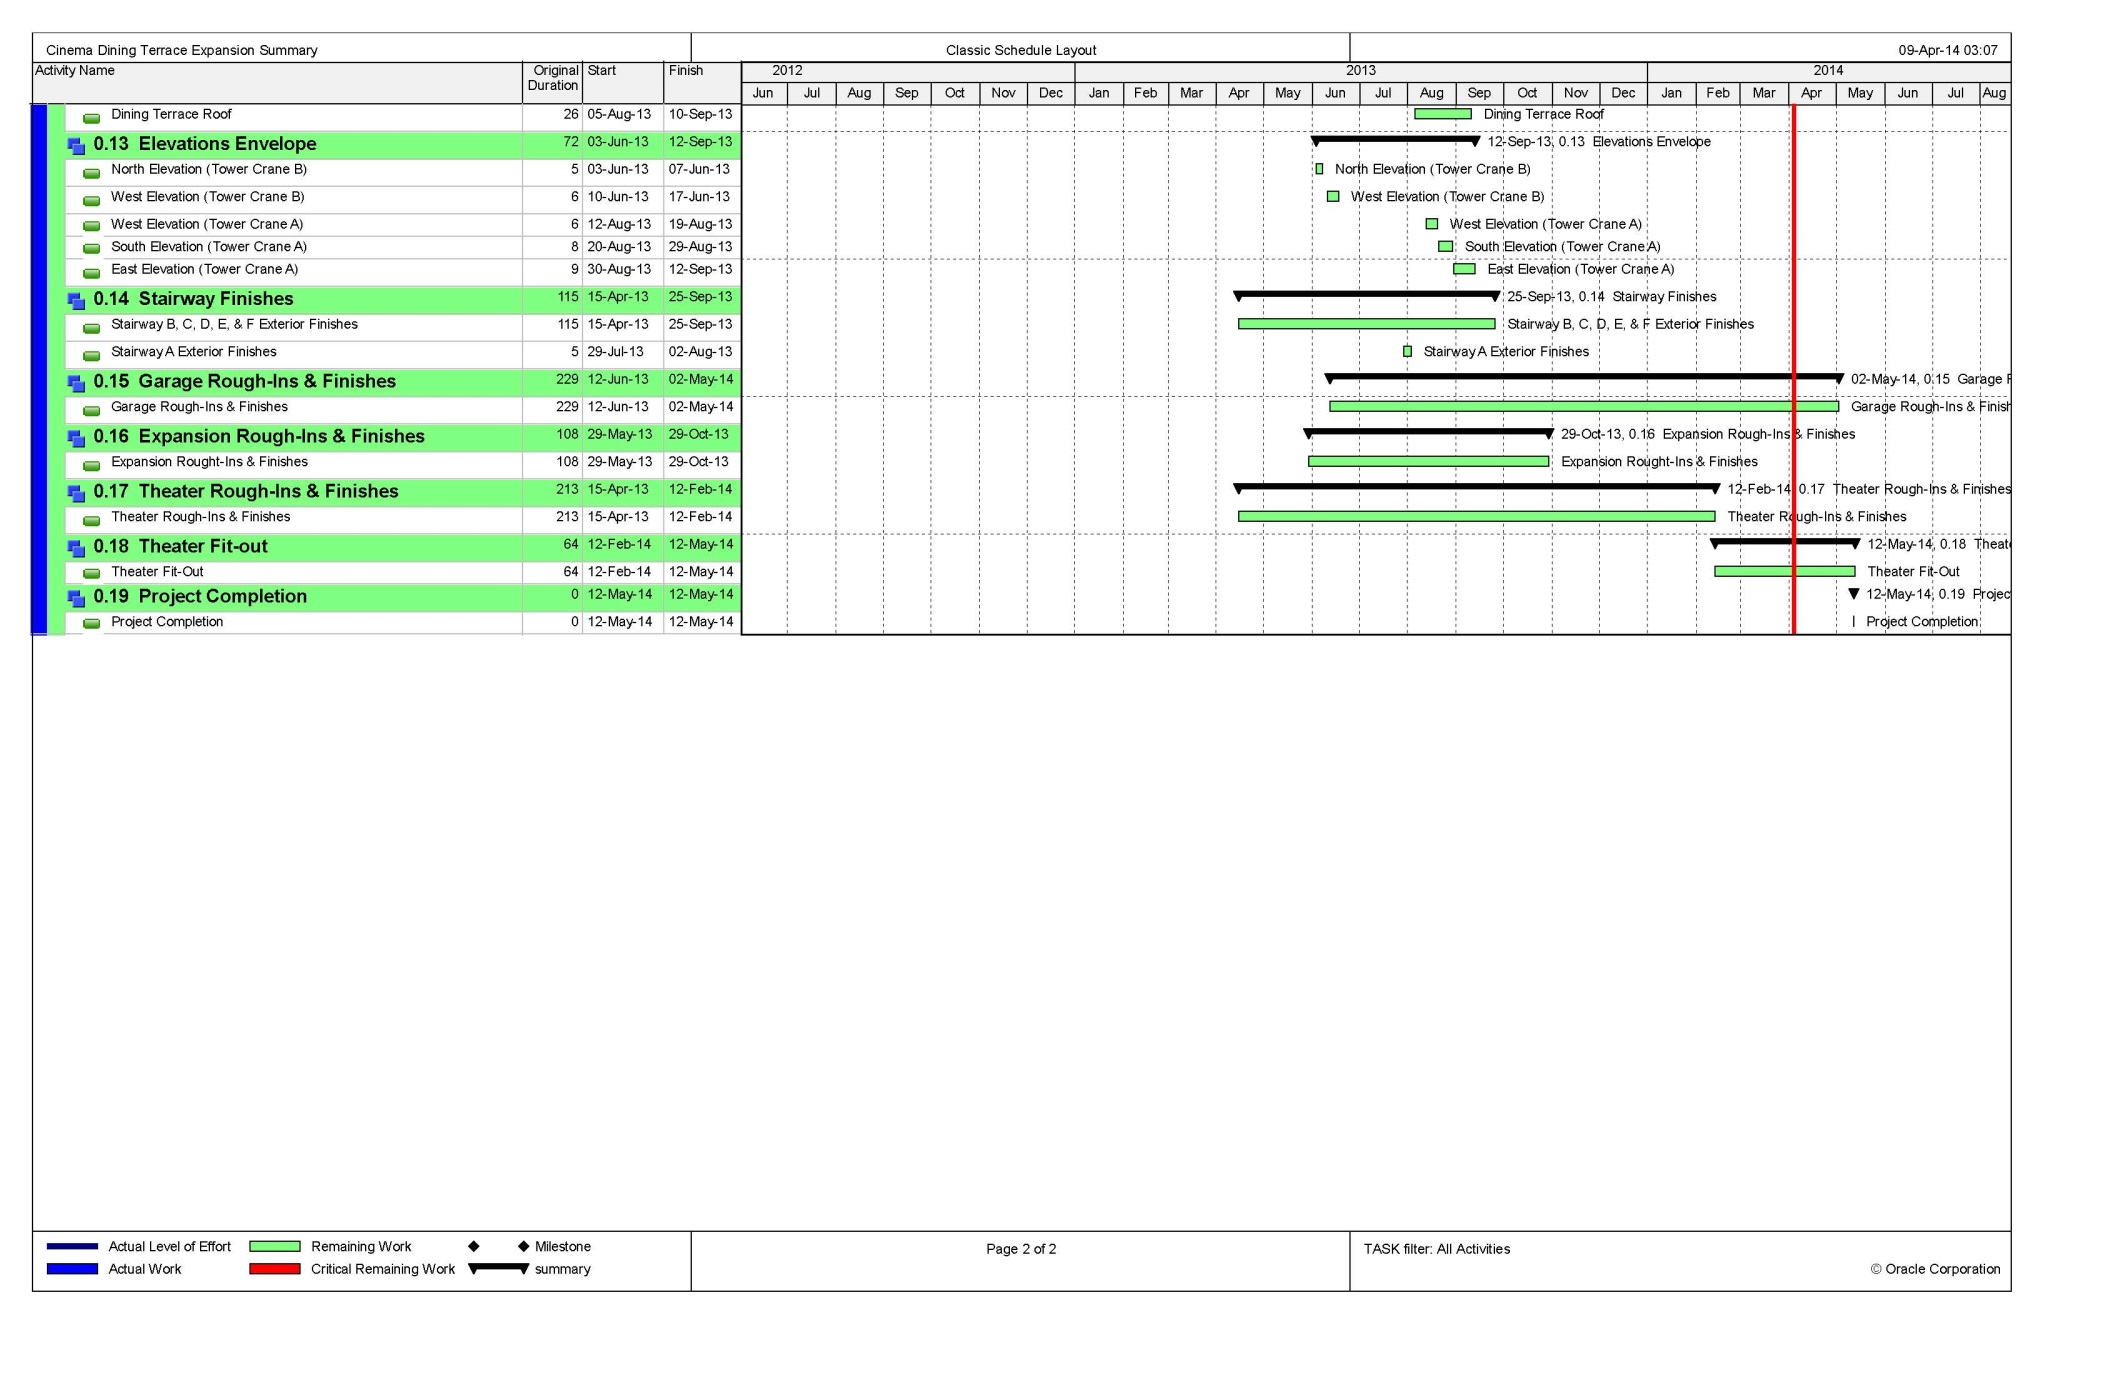 Cinema Dining Terrace Expansion Summary Classic Schedule Layout 09-Apr-14 03:07
Activity Name Original Duration Start Finish 2012 2013 2014
Jun Jul Aug Sep Oct Nov Dec Jan Feb Mar Apr May Jun Jul Aug Sep Oct Nov Dec Jan Feb Mar Apr May Jun Jul Aug
Dining Terrace Roof 26 05-Aug-13 10-Sep-13 Dining Terrace Roof
0.13 Elevations Envelope 72 03-Jun-13 12-Sep-13 12-Sep-13, 0.13 Elevations Envelope
North Elevation (Tower Crane B) 5 03-Jun-13 07-Jun-13 North Elevation (Tower Crane B)
West Elevation (Tower Crane B) 6 10-Jun-13 17-Jun-13 West Elevation (Tower Crane B)
West Elevation (Tower Crane A) 6 12-Aug-13 19-Aug-13 West Elevation (Tower Crane A)
South Elevation (Tower Crane A) 8 20-Aug-13 29-Aug-13 South Elevation (Tower Crane A)
East Elevation (Tower Crane A) 9 30-Aug-13 12-Sep-13 East Elevation (Tower Crane A)
0.14 Stairway Finishes 115 15-Apr-13 25-Sep-13 25-Sep-13, 0.14 Stairway Finishes
Stairway B, C, D, E, & F Exterior Finishes 115 15-Apr-13 25-Sep-13 Stairway B, C, D, E, & F Exterior Finishes
Stairway A Exterior Finishes 5 29-Jul-13 02-Aug-13 Stairway A Exterior Finishes
0.15 Garage Rough-Ins & Finishes 229 12-Jun-13 02-May-14 02-May-14, 0.15 Garage R
Garage Rough-Ins & Finishes 229 12-Jun-13 02-May-14 Garage Rough-Ins & Finish
0.16 Expansion Rough-Ins & Finishes 108 29-May-13 29-Oct-13 29-Oct-13, 0.16 Expansion Rough-Ins & Finishes
Expansion Rought-Ins & Finishes 108 29-May-13 29-Oct-13 Expansion Rought-Ins & Finishes
0.17 Theater Rough-Ins & Finishes 213 15-Apr-13 12-Feb-14 12-Feb-14, 0.17 Theater Rough-Ins & Finishes
Theater Rough-Ins & Finishes 213 15-Apr-13 12-Feb-14 Theater Rough-Ins & Finishes
0.18 Theater Fit-out 64 12-Feb-14 12-May-14 12-May-14, 0.18 Theate
Theater Fit-Out 64 12-Feb-14 12-May-14 Theater Fit-Out
0.19 Project Completion 0 12-May-14 12-May-14 12-May-14, 0.19 Project
Project Completion 0 12-May-14 12-May-14 Project Completion
Actual Level of Effort Remaining Work Milestone Page 2 of 2 TASK filter: All Activities
Actual Work Critical Remaining Work summary © Oracle Corporation